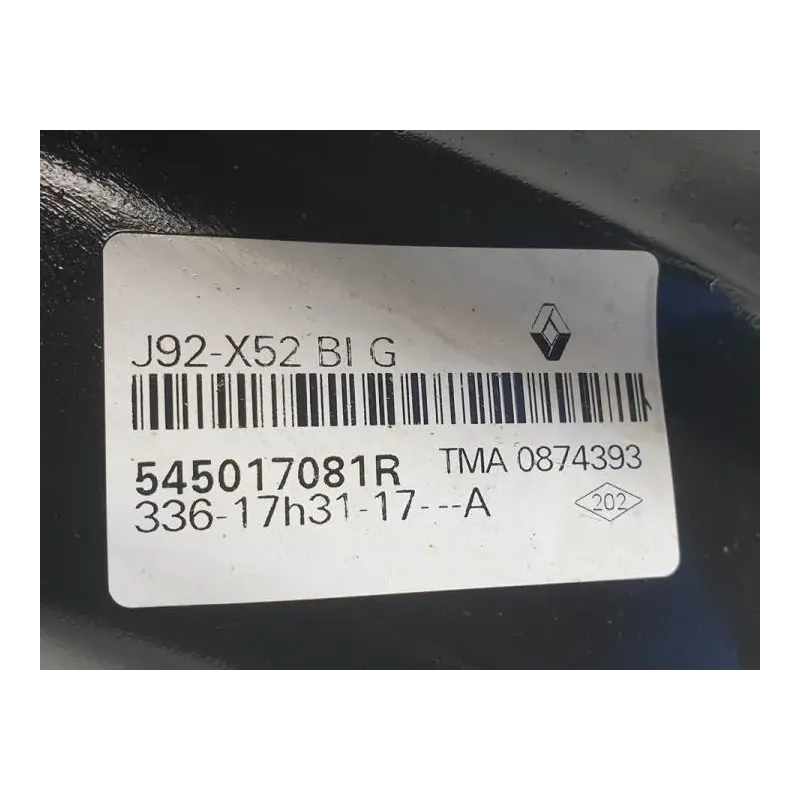 J92-X52 BI G
545017081R TMA 0874393
336-17h31-17---A 202